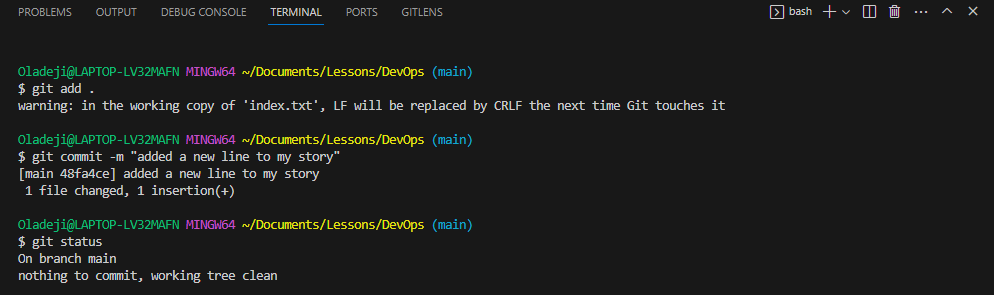 PROBLEMS OUTPUT DEBUG CONSOLE TERMINAL PORTS GITLENS bash
Oladeji@LAPTOP-LV32MAFN MINGW64 ~/Documents/Lessons/DevOps (main)
$ git add .
warning: in the working copy of 'index.txt', LF will be replaced by CRLF the next time Git touches it
Oladeji@LAPTOP-LV32MAFN MINGW64 ~/Documents/Lessons/DevOps (main)
$ git commit -m "added a new line to my story"
[main 48fa4ce] added a new line to my story
 1 file changed, 1 insertion(+)
Oladeji@LAPTOP-LV32MAFN MINGW64 ~/Documents/Lessons/DevOps (main)
$ git status
On branch main
nothing to commit, working tree clean